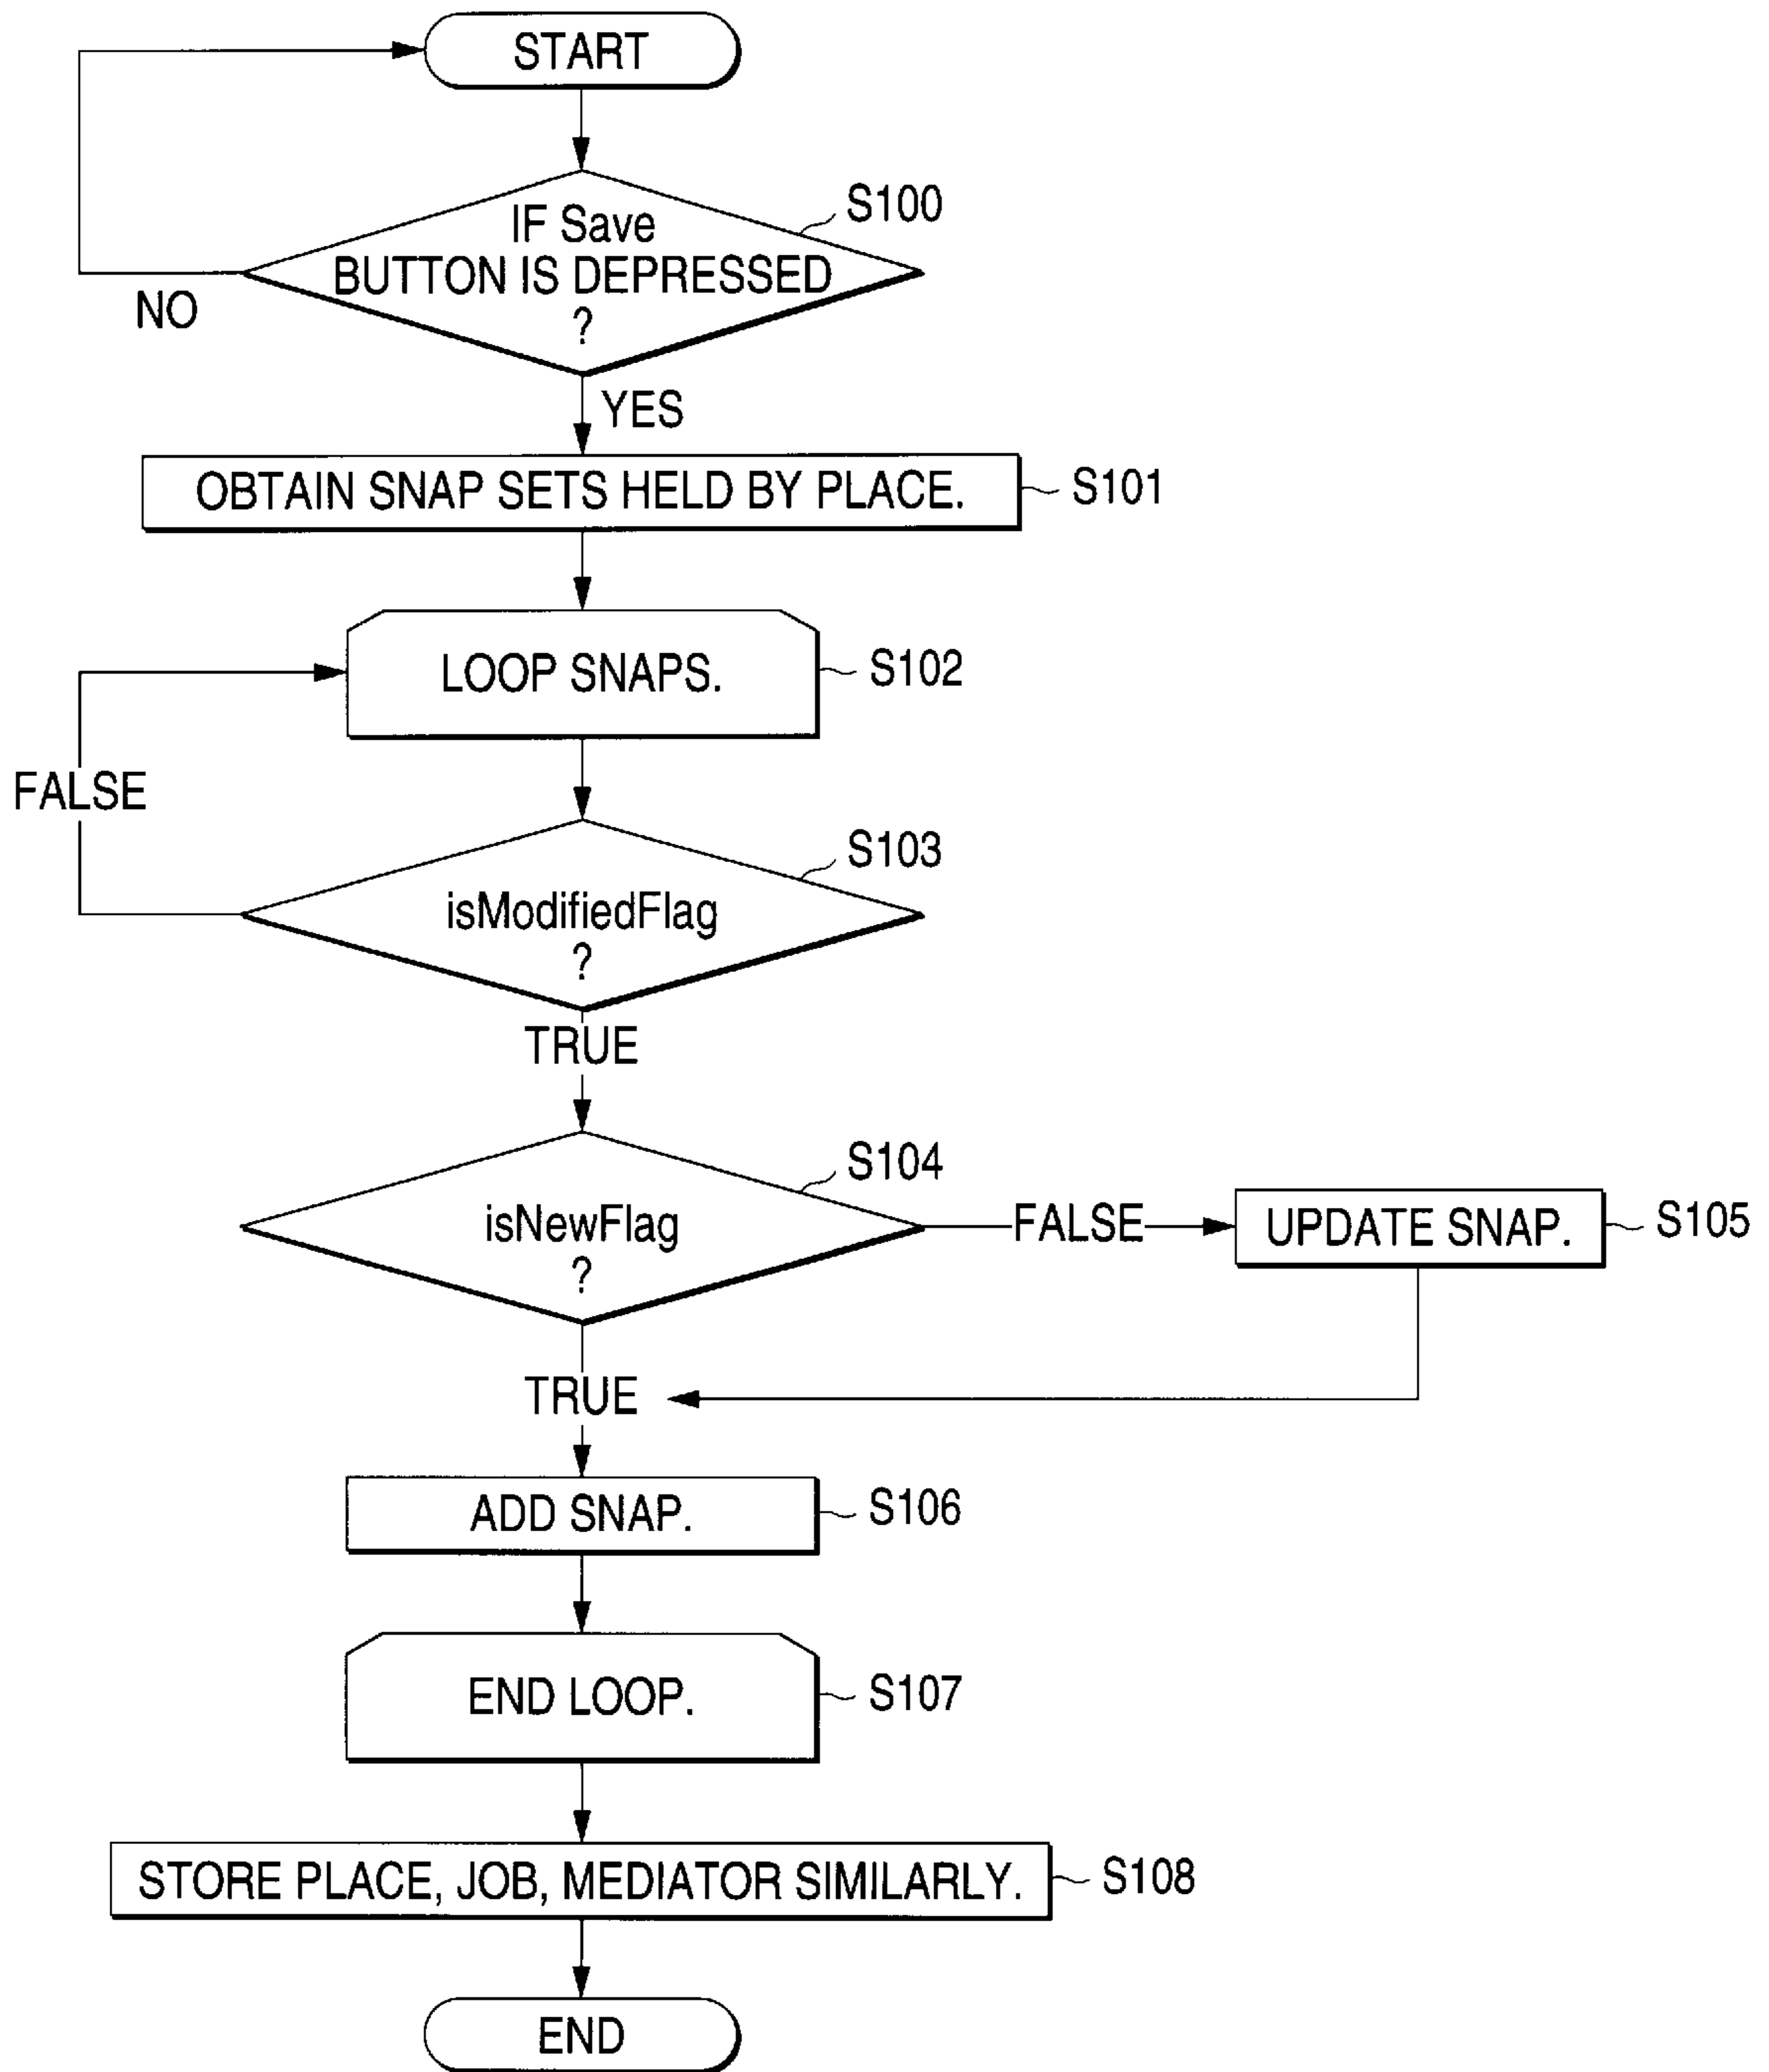 START
IF Save
BUTTON IS DEPRESSED
?
S100
NO
YES
OBTAIN SNAP SETS HELD BY PLACE.
S101
LOOP SNAPS.
S102
FALSE
isModifiedFlag
?
S103
TRUE
isNewFlag
?
S104
FALSE
UPDATE SNAP.
S105
TRUE
ADD SNAP.
S106
END LOOP.
S107
STORE PLACE, JOB, MEDIATOR SIMILARLY.
S108
END